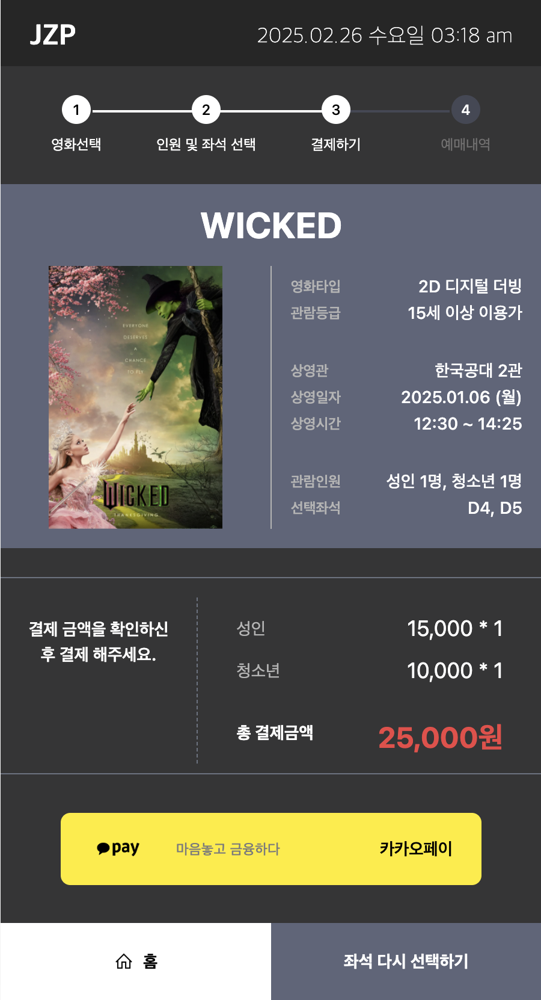 JZP
2025.02.26 수요일 03:18 am
1
2
3
4
영화선택
인원 및 좌석 선택
결제하기
예매내역
WICKED
EVERYONE
DESERVES
A
CHANCE
TO FLY
WICKED
THANKSGIVING
영화타입 2D 디지털 더빙
관람등급 15세 이상 이용가
상영관 한국공대 2관
상영일자 2025.01.06 (월)
상영시간 12:30 ~ 14:25
관람인원 성인 1명, 청소년 1명
선택좌석 D4, D5
결제 금액을 확인하신
후 결제 해주세요.
성인 15,000 * 1
청소년 10,000 * 1
총 결제금액 25,000원
pay 마음놓고 금융하다 카카오페이
홈
좌석 다시 선택하기